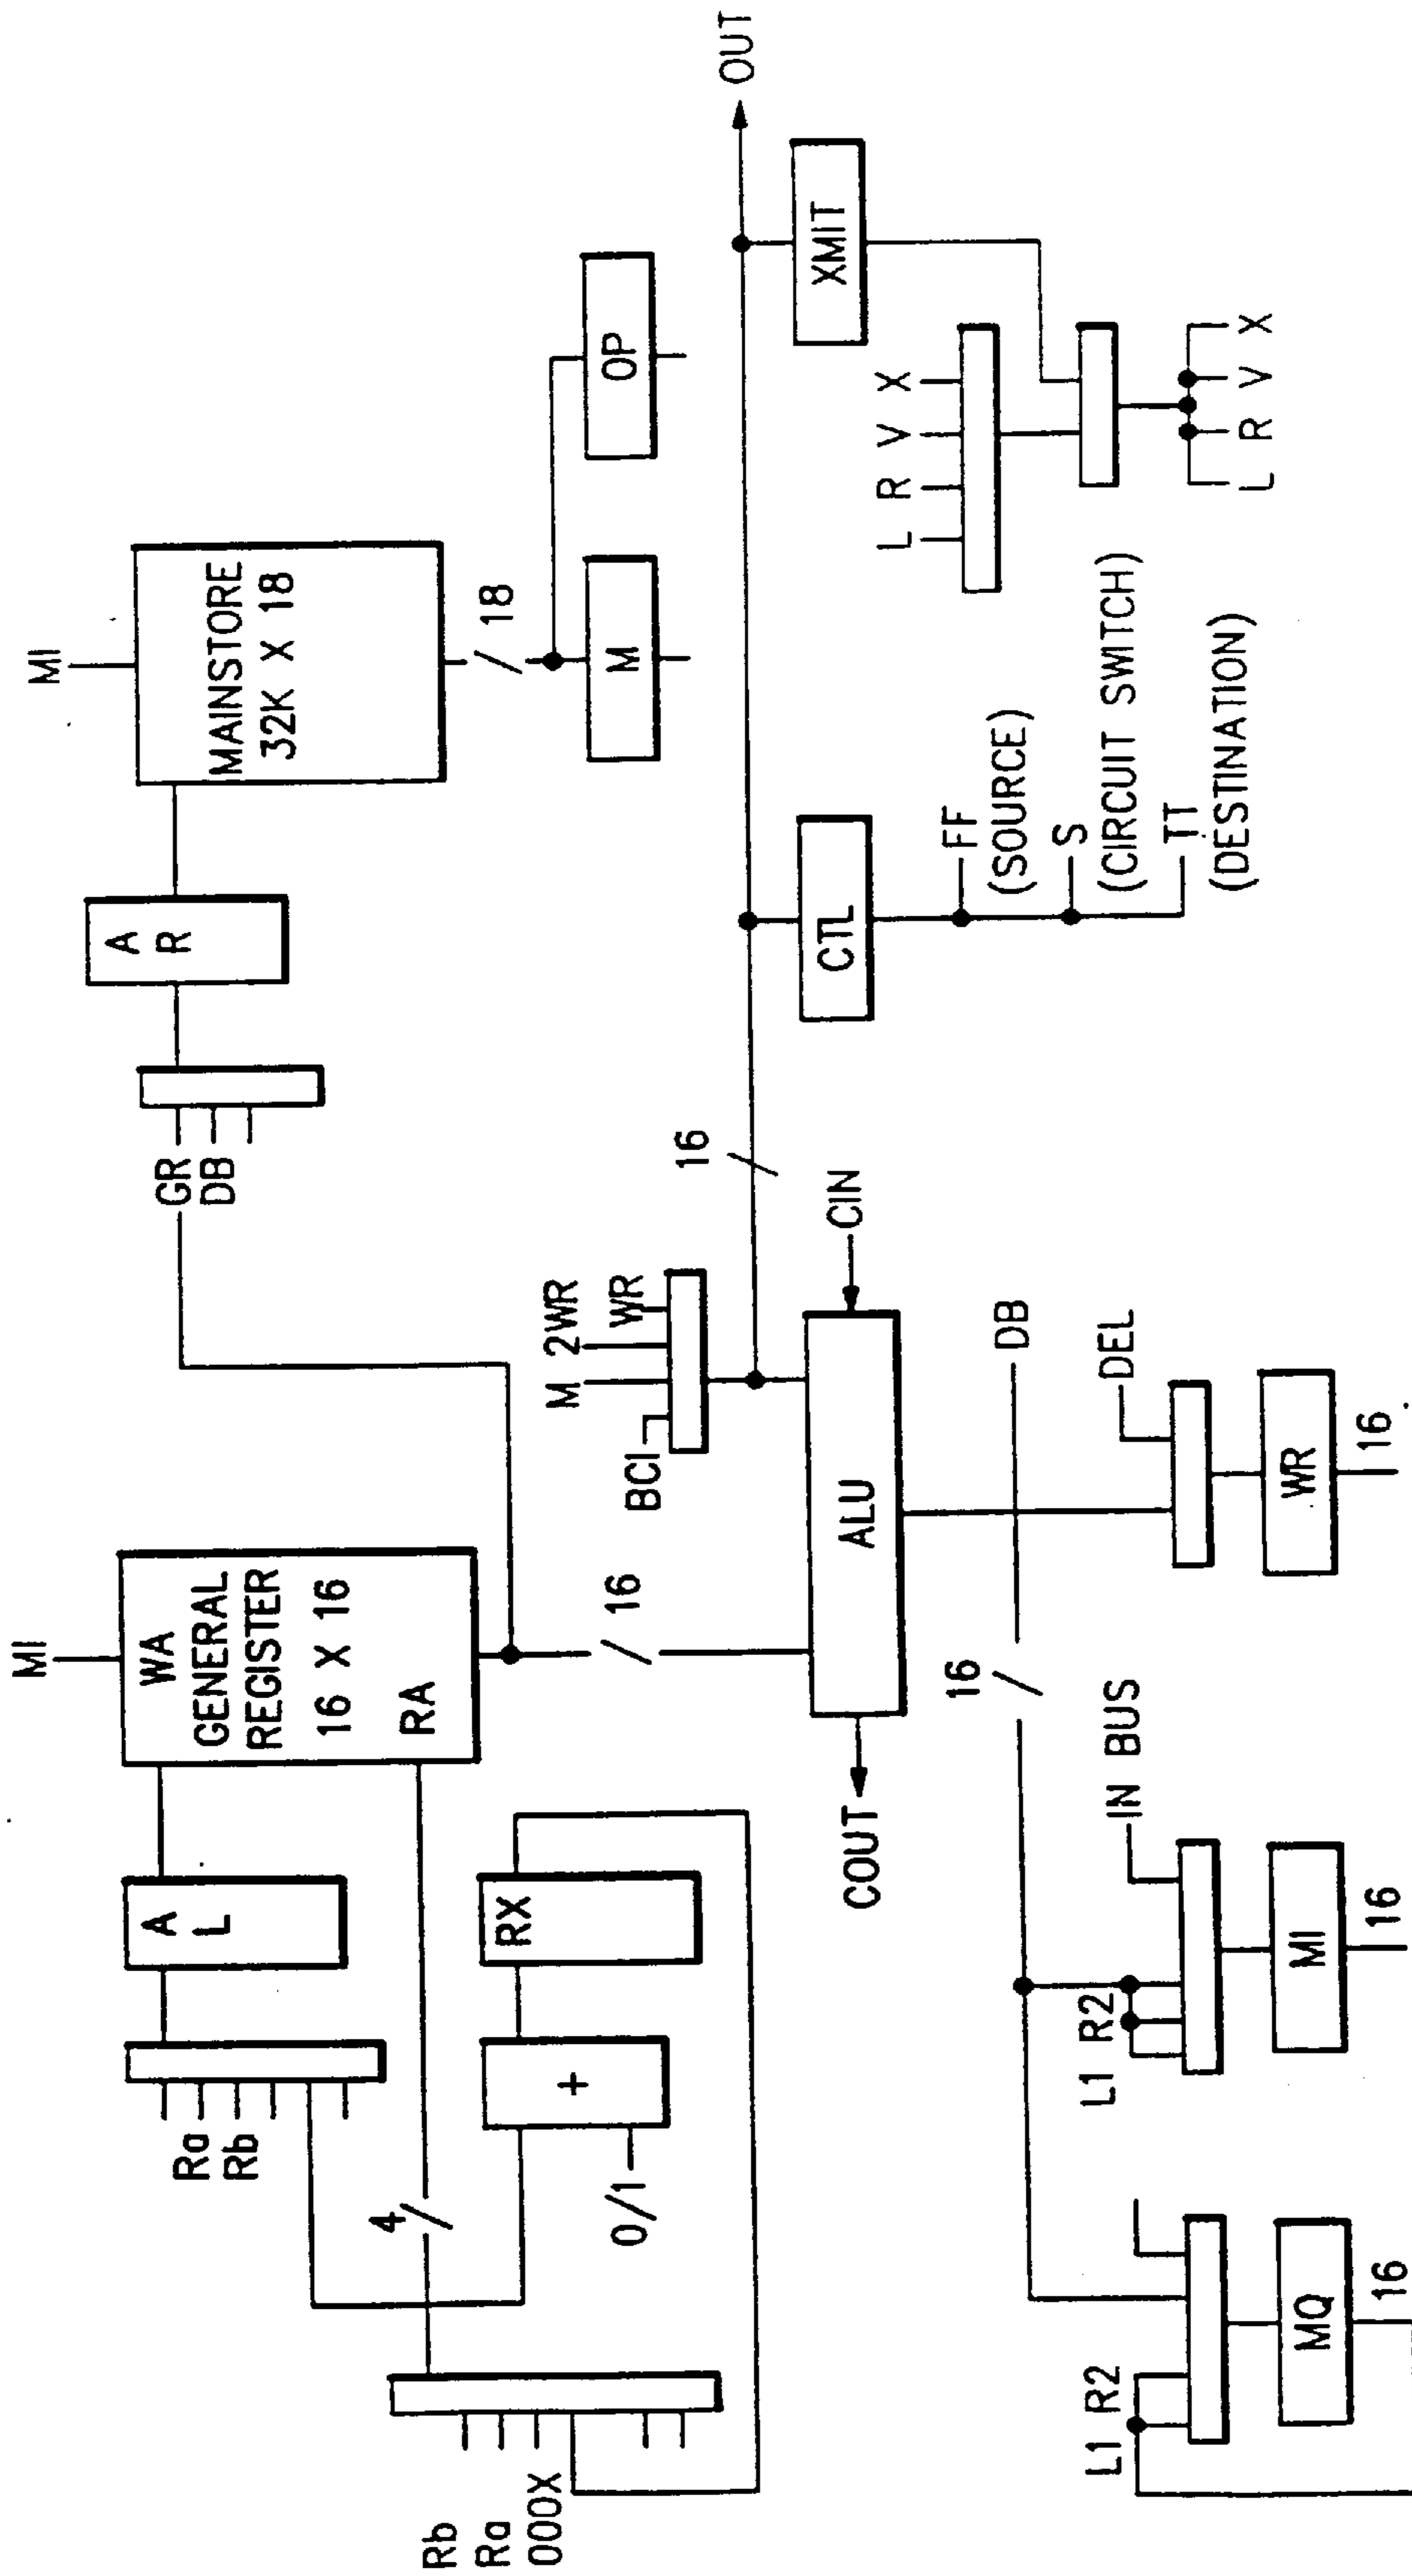 MI
WA
GENERAL
REGISTER
16 X 16
RA
A
L
Ra
Rb
4
RX
+
0/1
Rb
Ra
000X
16
MI
MAINSTORE
32K X 18
A
R
GR
DB
18
M
OP
BCI
M
2WR
WR
16
CIN
ALU
COUT
OUT
CTL
FF
(SOURCE)
S
(CIRCUIT SWITCH)
TT
(DESTINATION)
XMIT
L R V X
L R V X
DB
16
DEL
WR
16
IN BUS
L1 R2
MI
16
L1 R2
MQ
16